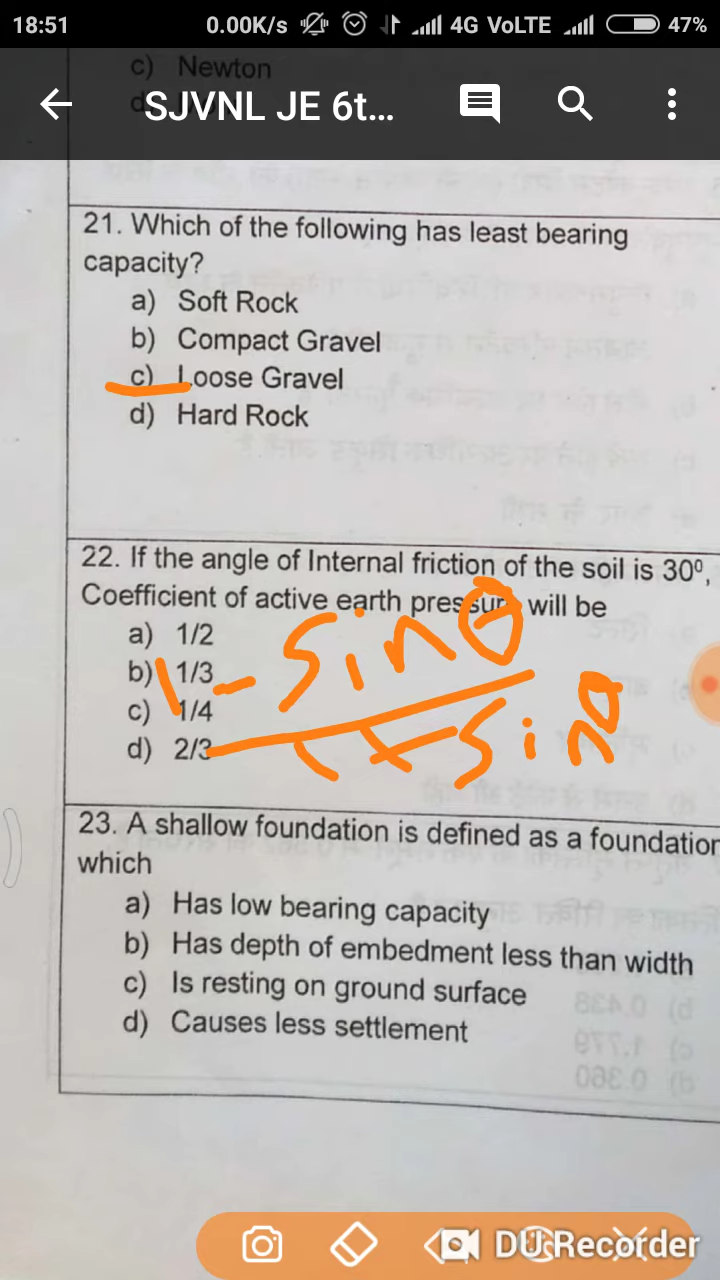 18:51 0.00K/s 4G VoLTE 47%
c) Newton
SJVNL JE 6t...
21. Which of the following has least bearing
capacity?
a) Soft Rock
b) Compact Gravel
c) Loose Gravel
d) Hard Rock
22. If the angle of Internal friction of the soil is 30⁰,
Coefficient of active earth pressure will be
a) 1/2
b) 1/3
c) 1/4
d) 2/3
1 - Sin θ
1 + Sin θ
23. A shallow foundation is defined as a foundation
which
a) Has low bearing capacity
b) Has depth of embedment less than width
c) Is resting on ground surface
d) Causes less settlement
DU Recorder